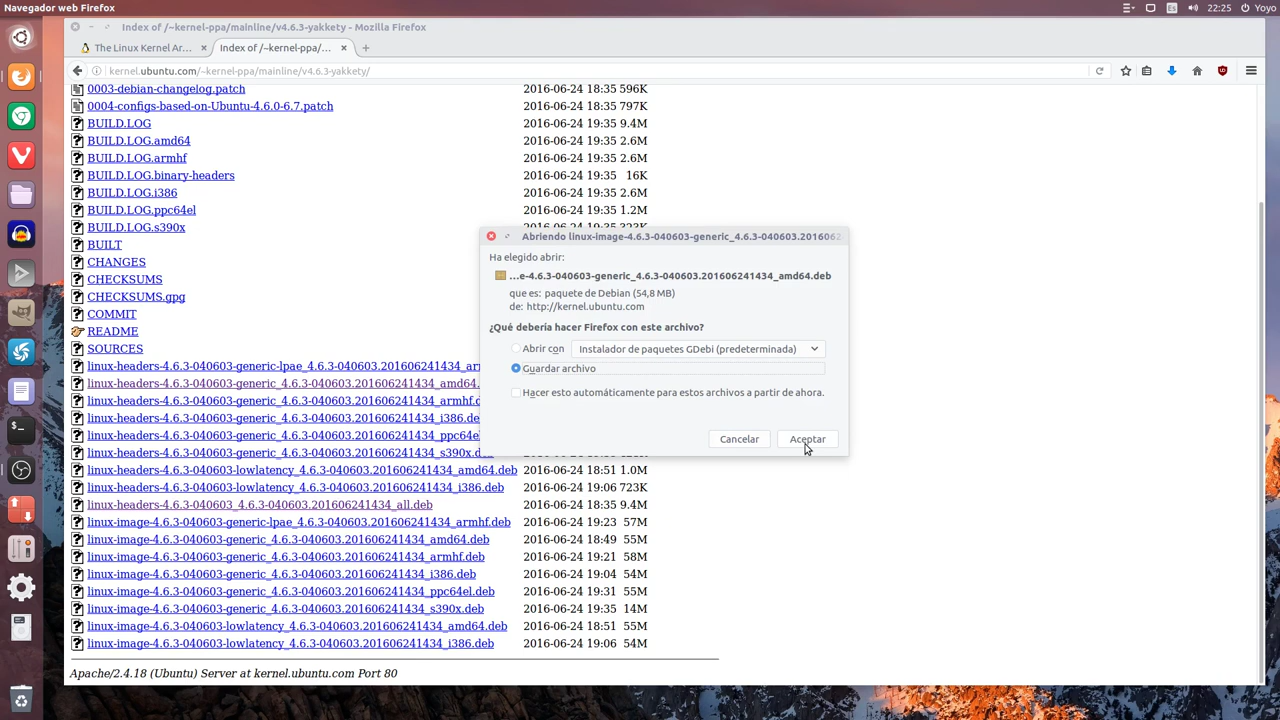 Navegador web Firefox
Es
22:25
Yoyo
Index of /~kernel-ppa/mainline/v4.6.3-yakkety - Mozilla Firefox
The Linux Kernel Ar... × Index of /~kernel-ppa/... × +
kernel.ubuntu.com/~kernel-ppa/mainline/v4.6.3-yakkety/
0003-debian-changelog.patch 2016-06-24 18:35 596K
0004-configs-based-on-Ubuntu-4.6.0-6.7.patch 2016-06-24 18:35 797K
BUILD.LOG 2016-06-24 19:35 9.4M
BUILD.LOG.amd64 2016-06-24 19:35 2.6M
BUILD.LOG.armhf 2016-06-24 19:35 2.6M
BUILD.LOG.binary-headers 2016-06-24 19:35 16K
BUILD.LOG.i386 2016-06-24 19:35 2.6M
BUILD.LOG.ppc64el 2016-06-24 19:35 1.2M
BUILD.LOG.s390x 2016-06-24 19:35 323K
BUILT
CHANGES
CHECKSUMS
CHECKSUMS.gpg
COMMIT
README
SOURCES
linux-headers-4.6.3-040603-generic-lpae_4.6.3-040603.201606241434_arm
linux-headers-4.6.3-040603-generic_4.6.3-040603.201606241434_amd64.
linux-headers-4.6.3-040603-generic_4.6.3-040603.201606241434_armhf.d
linux-headers-4.6.3-040603-generic_4.6.3-040603.201606241434_i386.de
linux-headers-4.6.3-040603-generic_4.6.3-040603.201606241434_ppc64el
linux-headers-4.6.3-040603-generic_4.6.3-040603.201606241434_s390x.d
linux-headers-4.6.3-040603-lowlatency_4.6.3-040603.201606241434_amd64.deb 2016-06-24 18:51 1.0M
linux-headers-4.6.3-040603-lowlatency_4.6.3-040603.201606241434_i386.deb 2016-06-24 19:06 723K
linux-headers-4.6.3-040603_4.6.3-040603.201606241434_all.deb 2016-06-24 18:35 9.4M
linux-image-4.6.3-040603-generic-lpae_4.6.3-040603.201606241434_armhf.deb 2016-06-24 19:23 57M
linux-image-4.6.3-040603-generic_4.6.3-040603.201606241434_amd64.deb 2016-06-24 18:49 55M
linux-image-4.6.3-040603-generic_4.6.3-040603.201606241434_armhf.deb 2016-06-24 19:21 58M
linux-image-4.6.3-040603-generic_4.6.3-040603.201606241434_i386.deb 2016-06-24 19:04 54M
linux-image-4.6.3-040603-generic_4.6.3-040603.201606241434_ppc64el.deb 2016-06-24 19:31 55M
linux-image-4.6.3-040603-generic_4.6.3-040603.201606241434_s390x.deb 2016-06-24 19:35 14M
linux-image-4.6.3-040603-lowlatency_4.6.3-040603.201606241434_amd64.deb 2016-06-24 18:51 55M
linux-image-4.6.3-040603-lowlatency_4.6.3-040603.201606241434_i386.deb 2016-06-24 19:06 54M
Apache/2.4.18 (Ubuntu) Server at kernel.ubuntu.com Port 80
Abriendo linux-image-4.6.3-040603-generic_4.6.3-040603.2016062
Ha elegido abrir:
...e-4.6.3-040603-generic_4.6.3-040603.201606241434_amd64.deb
que es: paquete de Debian (54,8 MB)
de: http://kernel.ubuntu.com
¿Qué debería hacer Firefox con este archivo?
Abrir con Instalador de paquetes GDebi (predeterminada)
Guardar archivo
Hacer esto automáticamente para estos archivos a partir de ahora.
Cancelar Aceptar